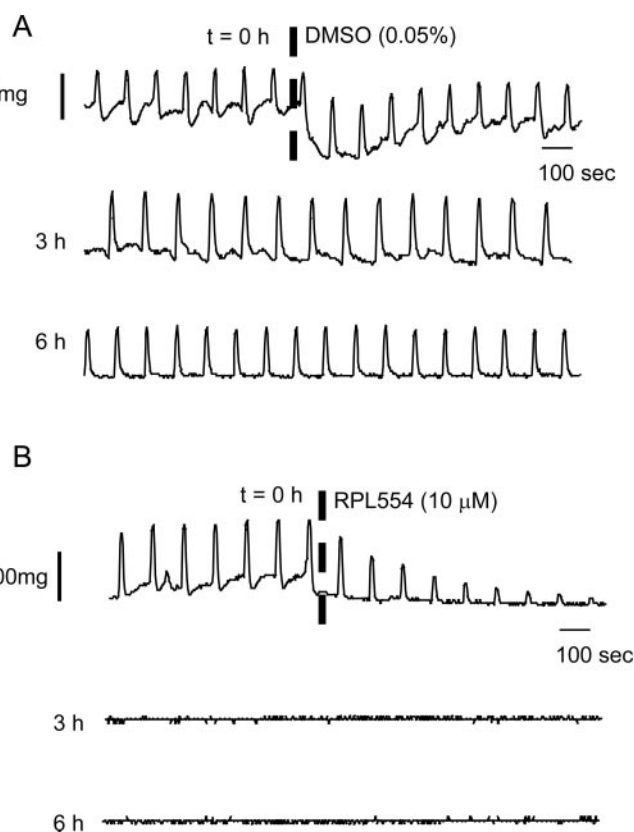 A
t = 0 h DMSO (0.05%)
mg
100 sec
3 h
6 h
B
t = 0 h RPL554 (10 μM)
00mg
100 sec
3 h
6 h